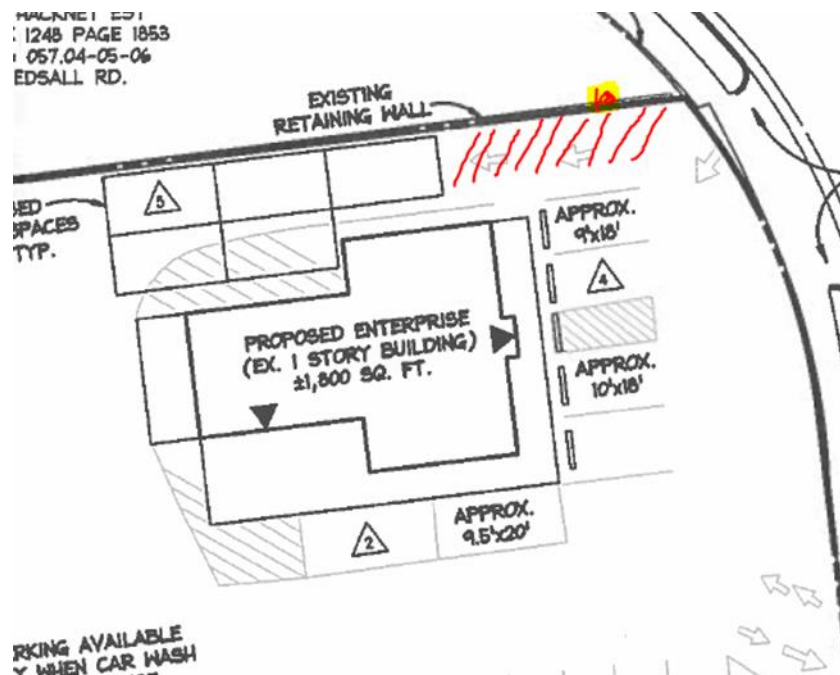 HACKNEY EST
1248 PAGE 1853
057.04-05-06
EDSALL RD.
EXISTING
RETAINING WALL
SPACES
TYP.
5
APPROX.
9'x18'
4
PROPOSED ENTERPRISE
(EX. 1 STORY BUILDING)
±1,800 SQ. FT.
APPROX.
10'x18'
APPROX.
9.5'x20'
2
RKING AVAILABLE
Y WHEN CAR WASH